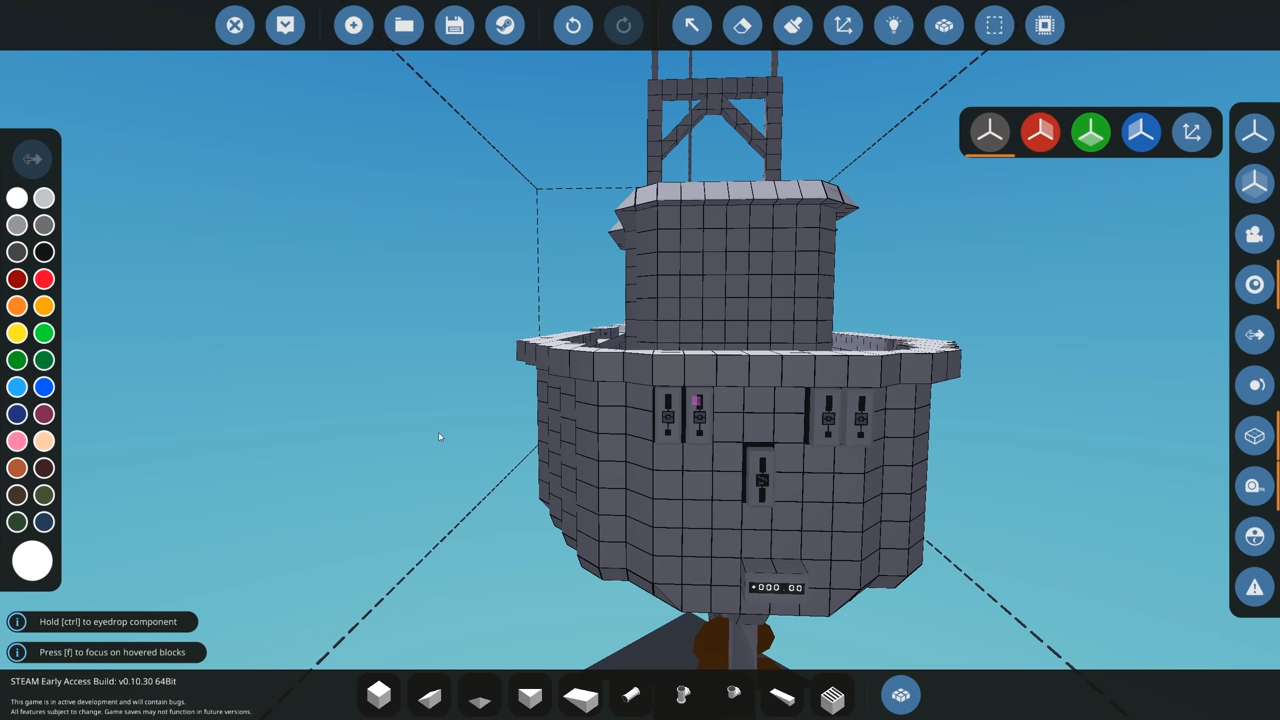 +000.00
Hold [ctrl] to eyedrop component
Press [f] to focus on hovered blocks
STEAM Early Access Build: v0.10.30 64Bit
This game is in active development and will contain bugs.
All features subject to change. Game saves may not function in future versions.